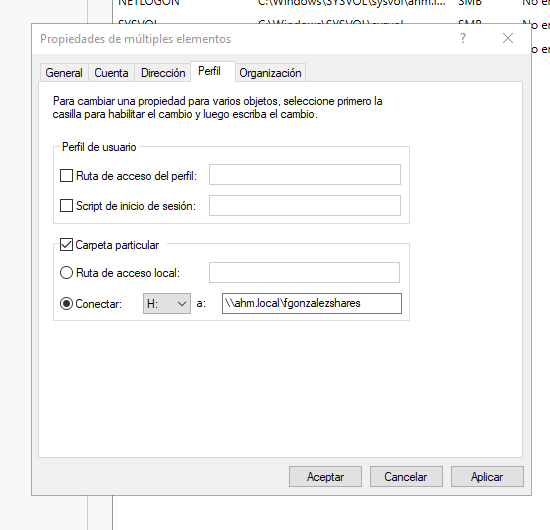 NETLOGON C:\Windows\SYSVOL\sysvol\ahm.l... SMB No er
SYSVOL C:\Windows\SYSVOL\sysvol SMB No er
Propiedades de múltiples elementos ? ×
General Cuenta Dirección Perfil Organización
Para cambiar una propiedad para varios objetos, seleccione primero la
casilla para habilitar el cambio y luego escriba el cambio.
Perfil de usuario
Ruta de acceso del perfil:
Script de inicio de sesión:
Carpeta particular
Ruta de acceso local:
Conectar: H: a: \\ahm.local\fgonzalezshares
Aceptar Cancelar Aplicar